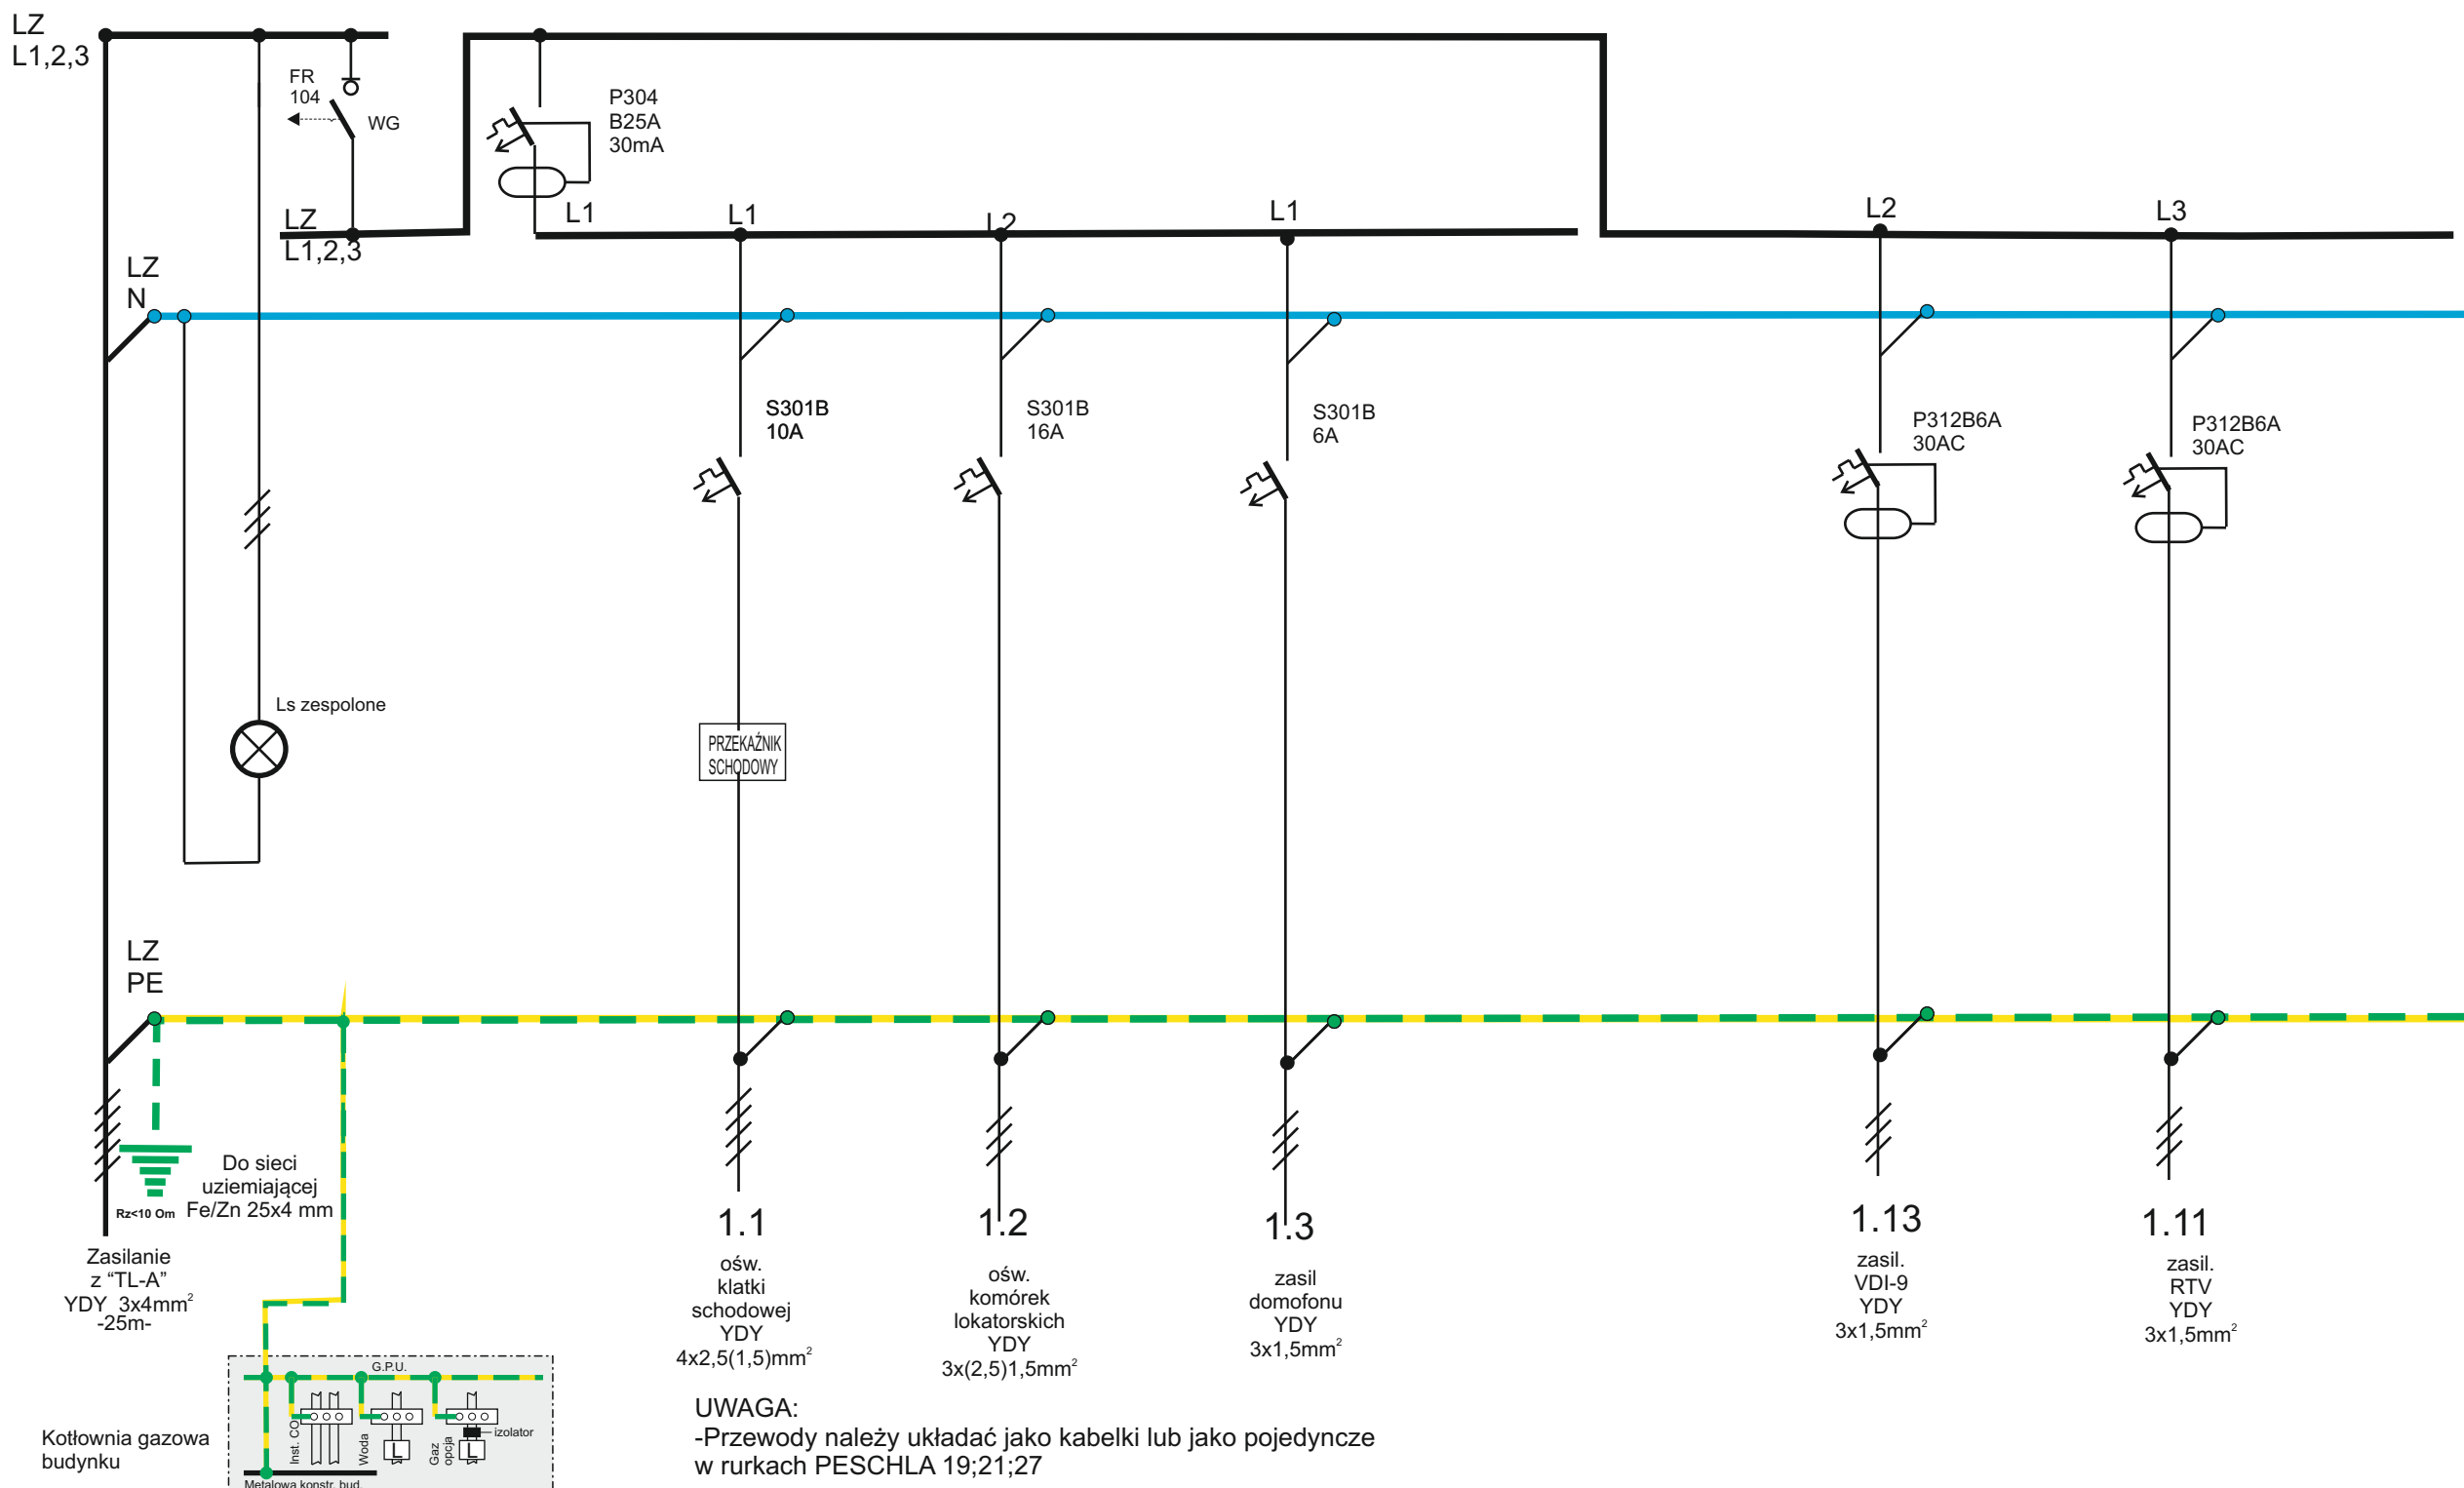 LZ
L1,2,3
FR
104
WG
P304
B25A
30mA
LZ
L1,2,3
L1
L1
L2
L1
L2
L3
LZ
N
S301B
10A
S301B
16A
S301B
6A
P312B6A
30AC
P312B6A
30AC
Ls zespolone
PRZEKAŹNIK
SCHODOWY
LZ
PE
Do sieci
uziemiającej
Fe/Zn 25x4 mm
Rz<10 Om
Zasilanie
z “TL-A”
YDY 3x4mm²
-25m-
1.1
ośw.
klatki
schodowej
YDY
4x2,5(1,5)mm²
1.2
ośw.
komórek
lokatorskich
YDY
3x(2,5)1,5mm²
1.3
zasil
domofonu
YDY
3x1,5mm²
1.13
zasil.
VDI-9
YDY
3x1,5mm²
1.11
zasil.
RTV
YDY
3x1,5mm²
G.P.U.
Inst. CO
Woda
L
Gaz
opcja
L
izolator
Metalowa konstr. bud.
Kotłownia gazowa
budynku
UWAGA:
-Przewody należy układać jako kabelki lub jako pojedyncze
w rurkach PESCHLA 19;21;27